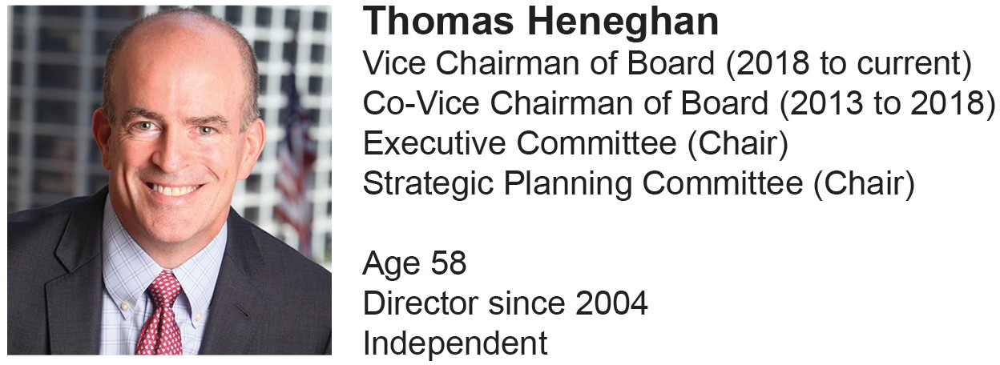 Thomas Heneghan
Vice Chairman of Board (2018 to current)
Co-Vice Chairman of Board (2013 to 2018)
Executive Committee (Chair)
Strategic Planning Committee (Chair)
Age 58
Director since 2004
Independent